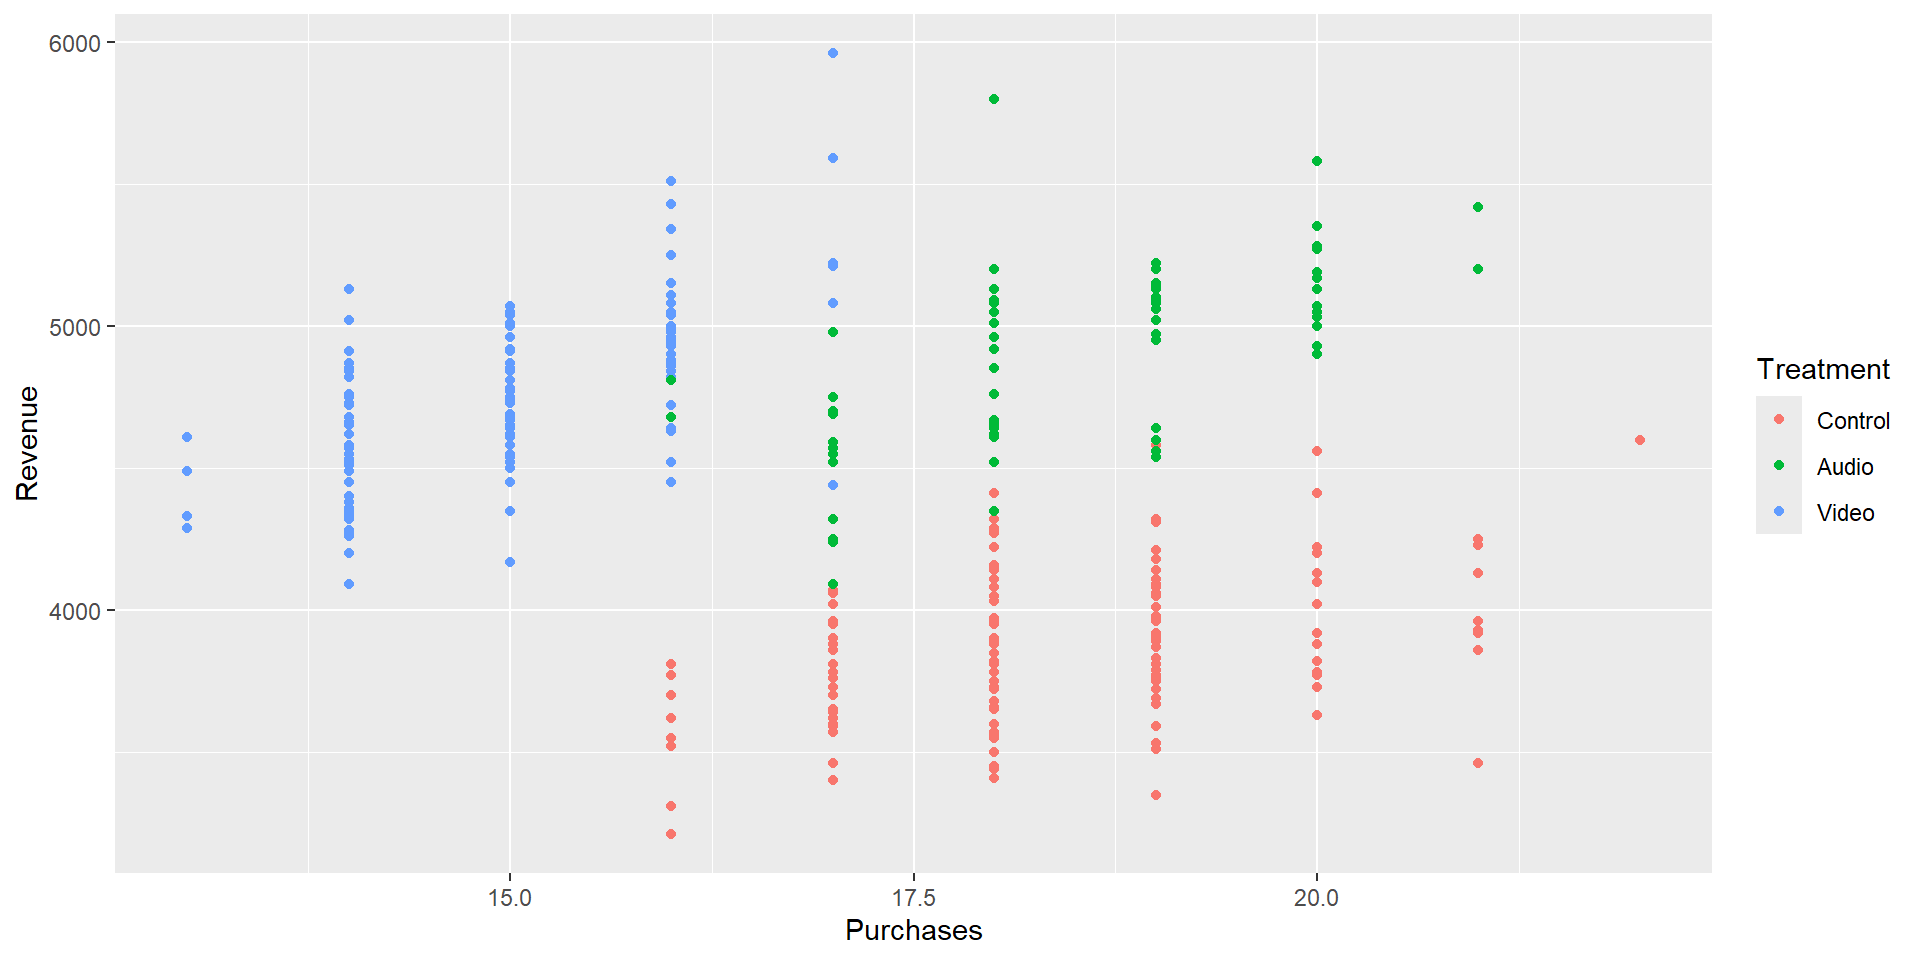 6000
5000
4000
Revenue
15.0
17.5
20.0
Purchases
Treatment
Control
Audio
Video